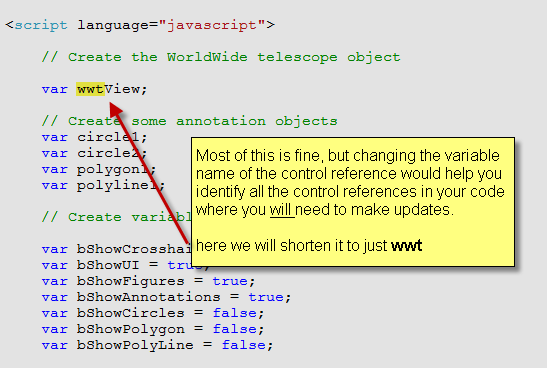 <script language="javascript">
// Create the WorldWide telescope object
var wwtView;
// Create some annotation objects
var circle1;
var circle2;
var polygon1;
var polyline1;
// Create
var bShowCrosshai
var bShowUI = true;
var bShowFigures = true;
var bShowAnnotations = true;
var bShowCircles = false;
var bShowPolygon = false;
var bShowPolyLine = false;
Most of this is fine, but changing the variable
name of the control reference would help you
identify all the control references in your code
where you will need to make updates.
here we will shorten it to just wwt